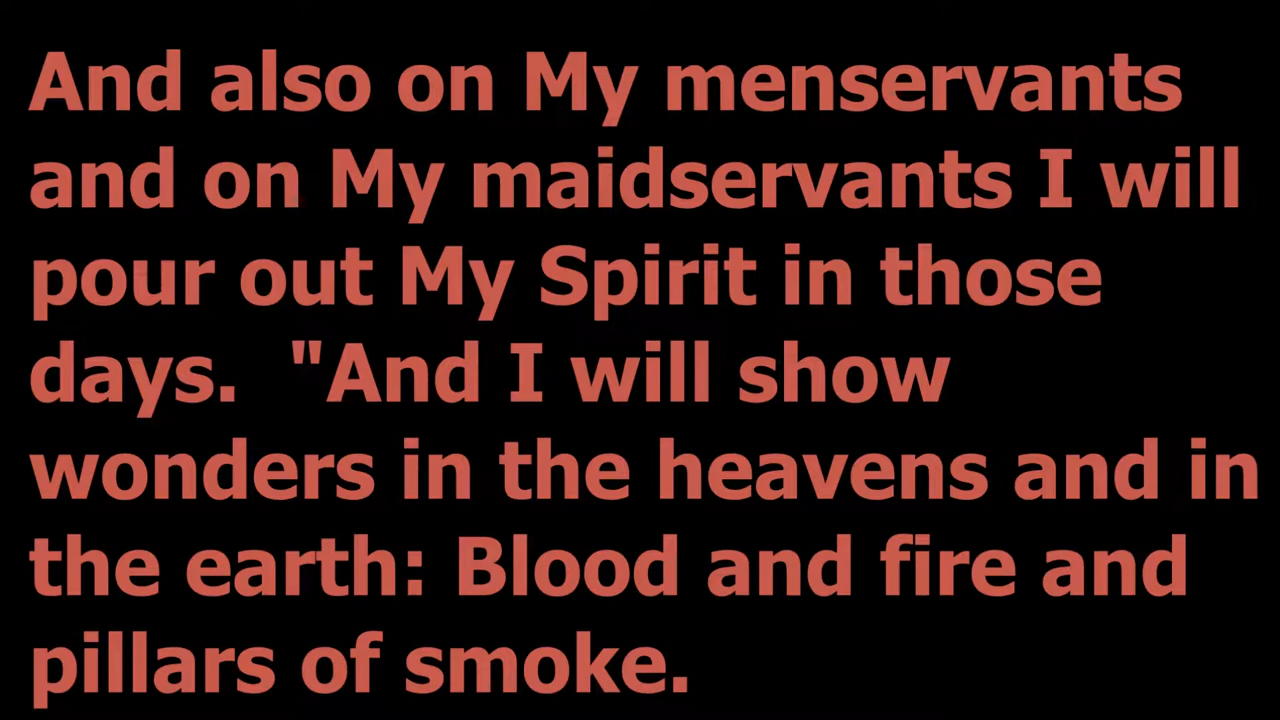 And also on My menservants
and on My maidservants I will
pour out My Spirit in those
days.  "And I will show
wonders in the heavens and in
the earth: Blood and fire and
pillars of smoke.